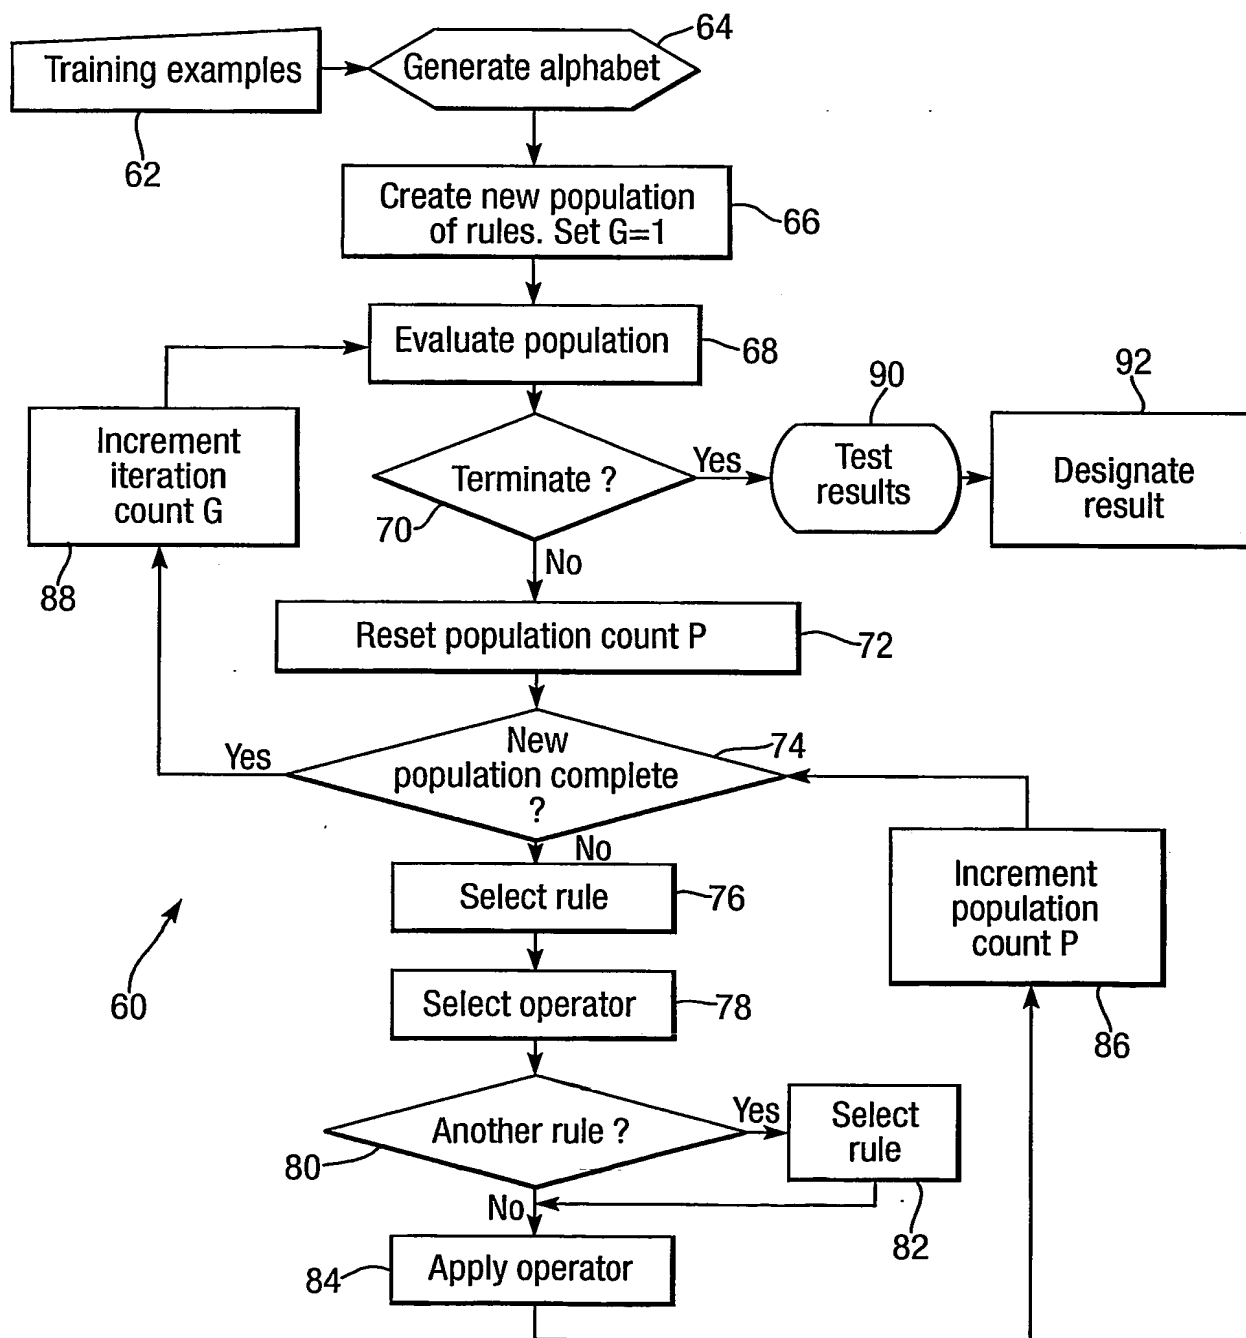 64
Training examples
Generate alphabet
62
Create new population
of rules. Set G=1
66
Evaluate population
68
90
92
Increment
iteration
count G
88
Terminate ?
70
Yes
Test
results
Designate
result
No
Reset population count P
72
Yes
New
population complete
?
74
No
Select rule
76
Increment
population
count P
86
60
Select operator
78
Another rule ?
80
Yes
Select
rule
82
No
Apply operator
84